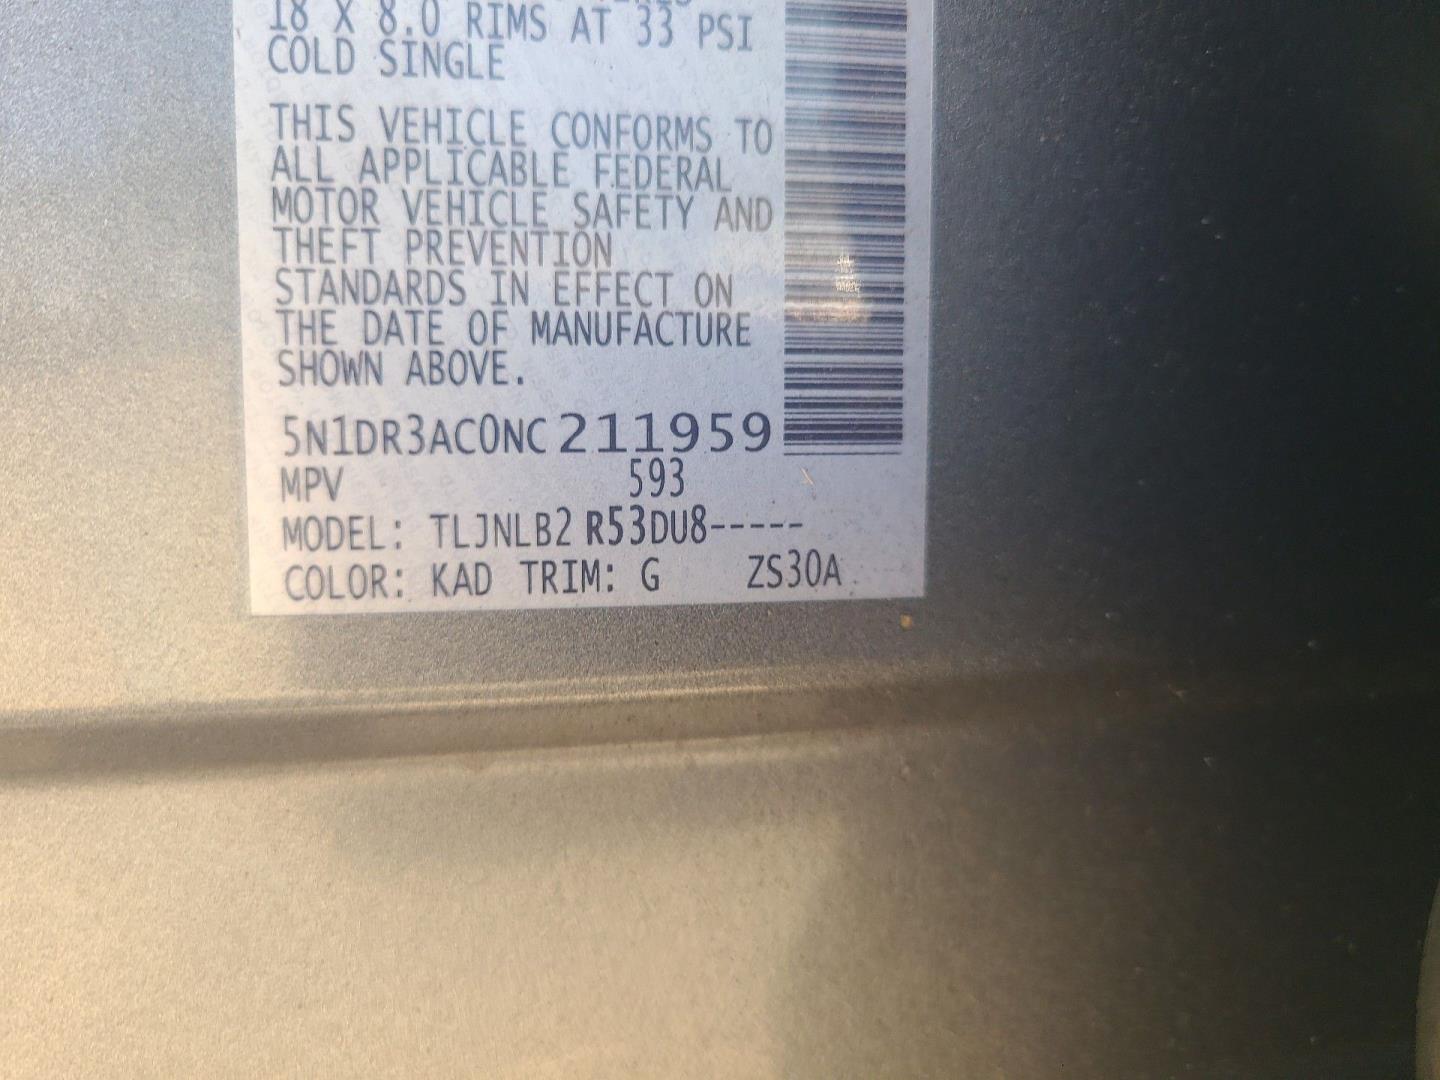 18 X 8.0 RIMS AT 33 PSI
COLD SINGLE
THIS VEHICLE CONFORMS TO
ALL APPLICABLE FEDERAL
MOTOR VEHICLE SAFETY AND
THEFT PREVENTION
STANDARDS IN EFFECT ON
THE DATE OF MANUFACTURE
SHOWN ABOVE.
5N1DR3AC0NC211959
MPV 593
MODEL: TLJNLB2 R53DU8-----
COLOR: KAD TRIM: G ZS30A